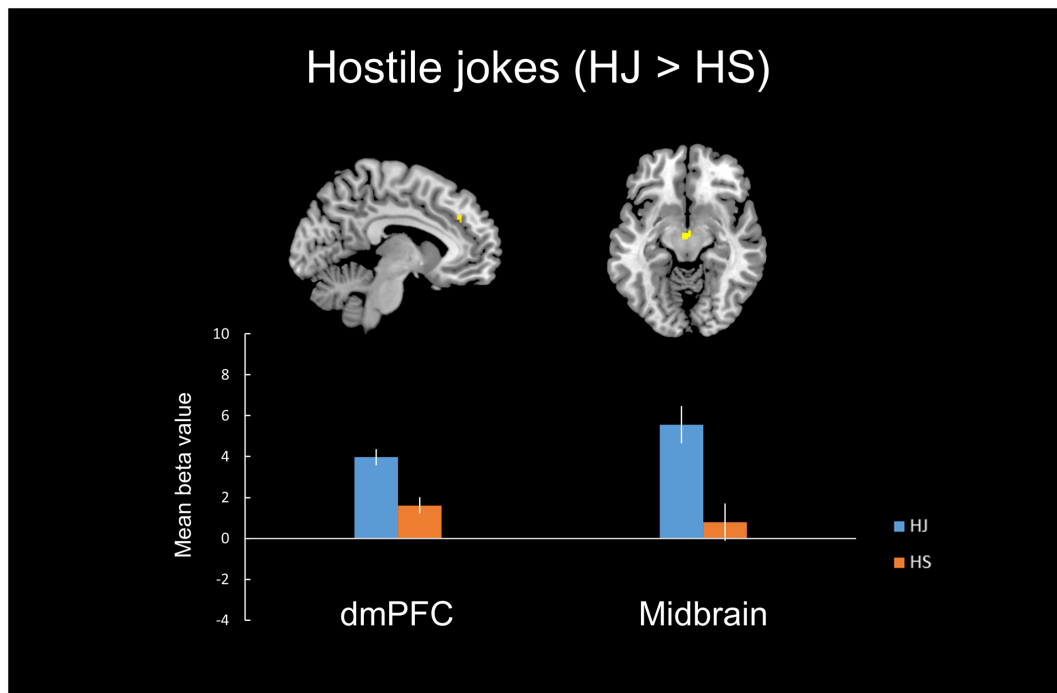 Hostile jokes (HJ > HS)
10
8
6
4
2
0
-2
-4
Mean beta value
dmPFC
Midbrain
HJ
HS